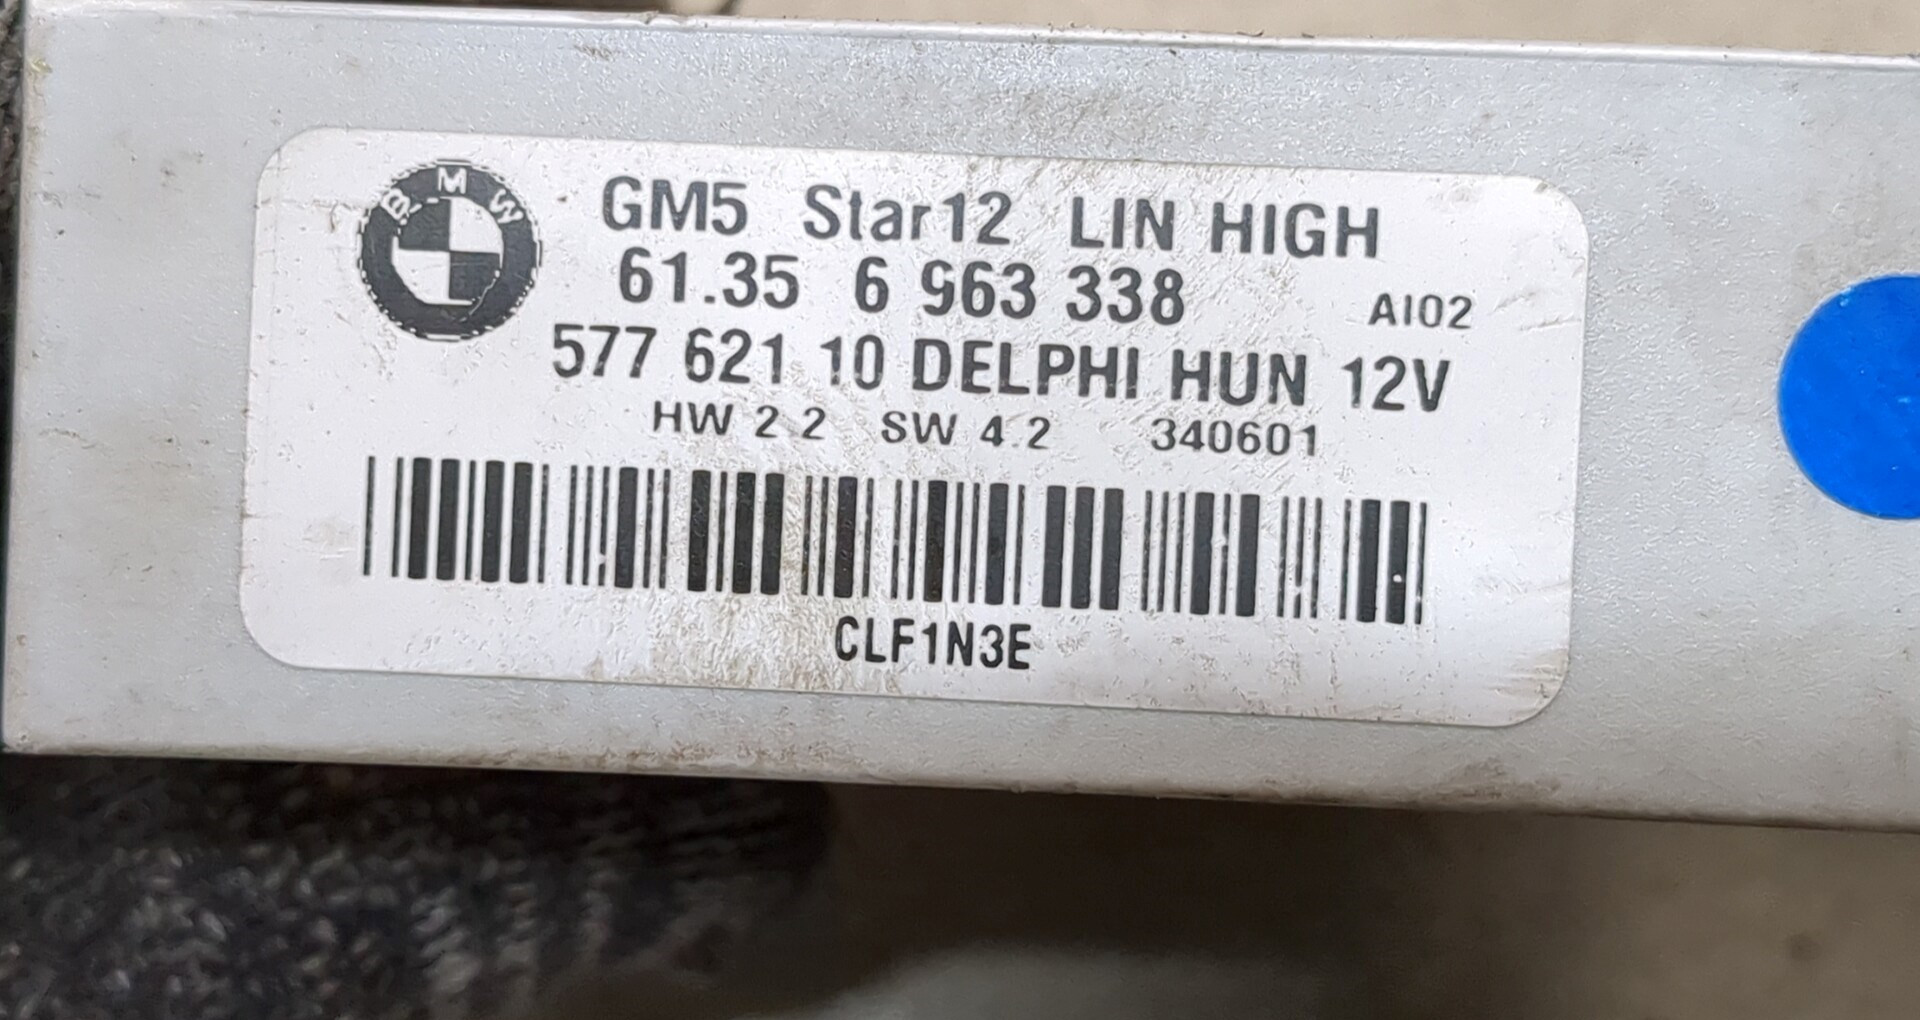 BMW
GM5 Star12 LIN HIGH
61.35 6 963 338 AI02
577 621 10 DELPHI HUN 12V
HW 2.2 SW 4.2 340601
CLF1N3E